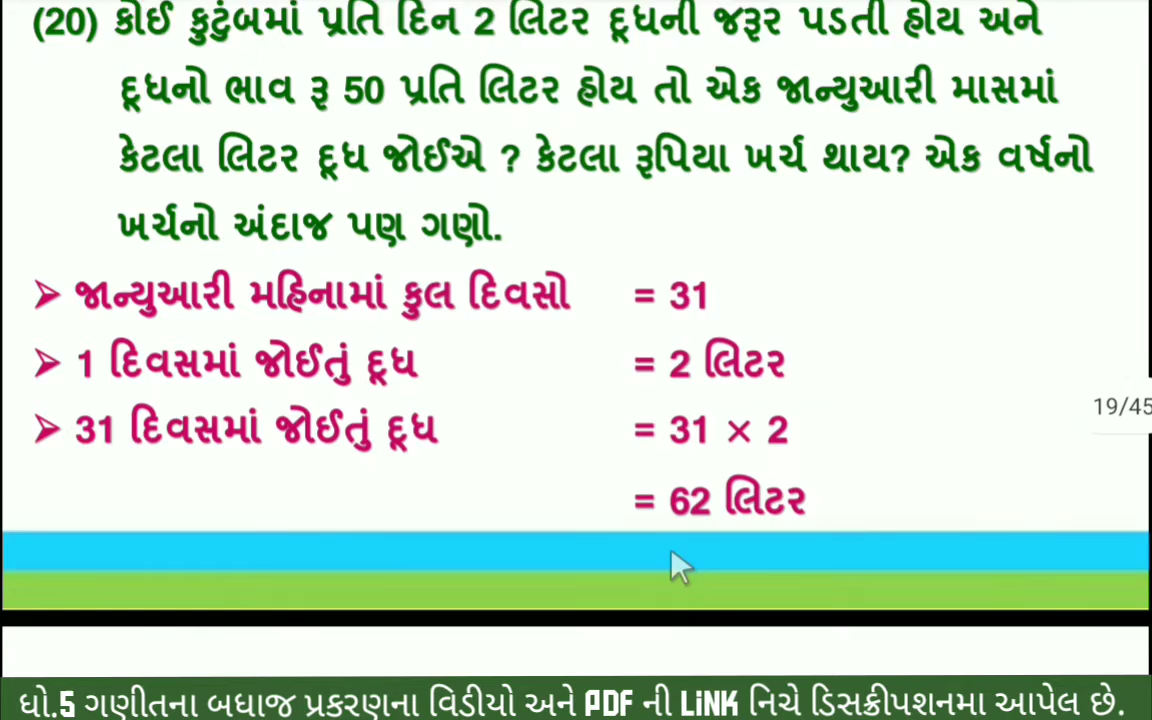 (20) કોઈ કુટુંબમાં પ્રતિ દિન 2 લિટર દૂધની જરૂર પડતી હોય અને
દૂધનો ભાવ રૂ 50 પ્રતિ લિટર હોય તો એક જાન્યુઆરી માસમાં
કેટલા લિટર દૂધ જોઈએ ? કેટલા રૂપિયા ખર્ચ થાય? એક વર્ષનો
ખર્ચનો અંદાજ પણ ગણો.
➢ જાન્યુઆરી મહિનામાં કુલ દિવસો = 31
➢ 1 દિવસમાં જોઈતું દૂધ = 2 લિટર
➢ 31 દિવસમાં જોઈતું દૂધ = 31 × 2
19/45
= 62 લિટર
ધો.5 ગણીતના બધાજ પ્રકરણના વિડીયો અને PDF ની LiNK નિચે ડિસક્રીપશનમા આપેલ છે.